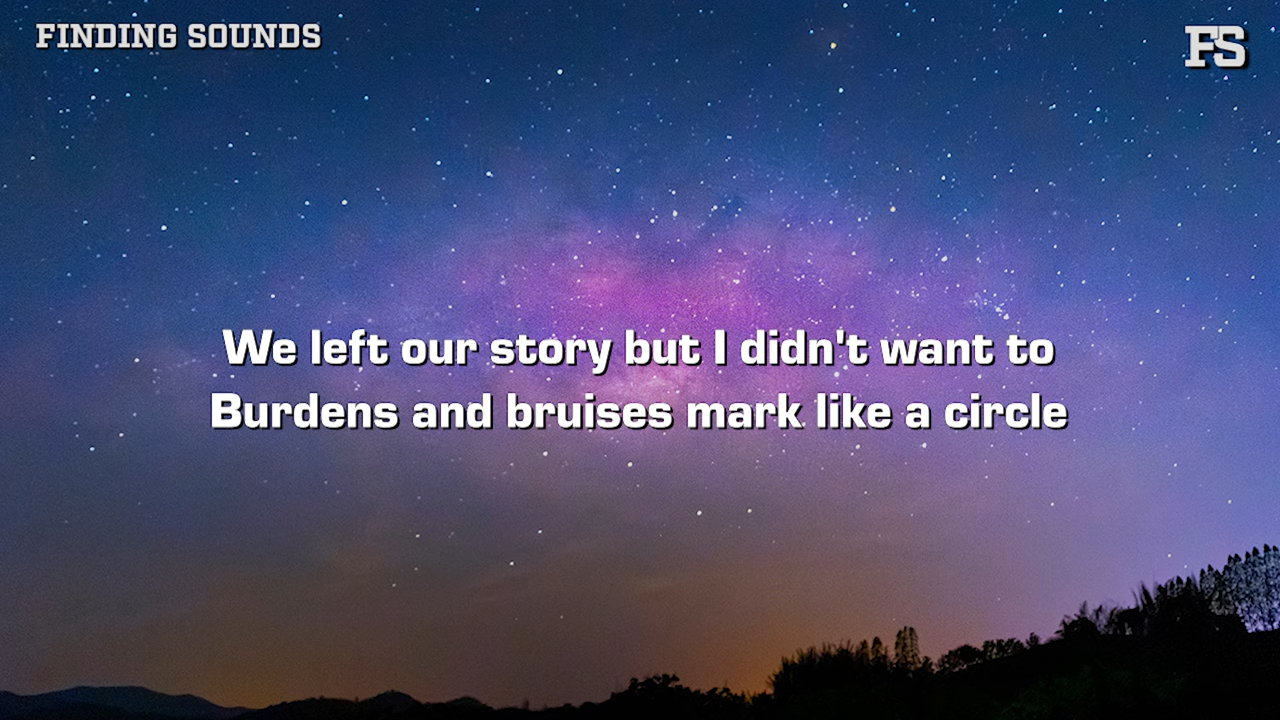 FINDING SOUNDS
FS
We left our story but I didn't want to
Burdens and bruises mark like a circle